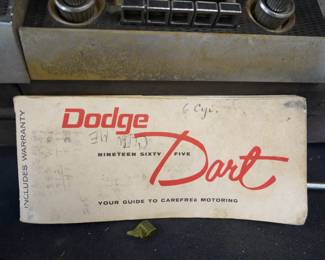 INCLUDES WARRANTY
Dodge
6 Cyl.
NINETEEN SIXTY FIVE
Dart
YOUR GUIDE TO CAREFREE MOTORING